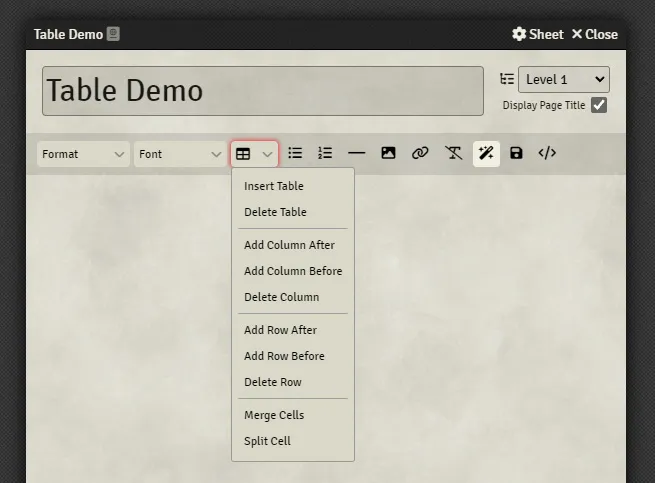 Table Demo
Sheet
Close
Table Demo
Level 1
Display Page Title
Format
Font
Insert Table
Delete Table
Add Column After
Add Column Before
Delete Column
Add Row After
Add Row Before
Delete Row
Merge Cells
Split Cell